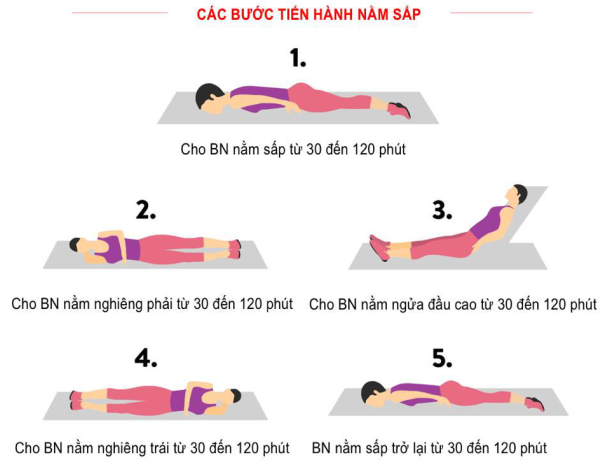 CÁC BƯỚC TIẾN HÀNH NẰM SẤP
1.
Cho BN nằm sấp từ 30 đến 120 phút
2.
Cho BN nằm nghiêng phải từ 30 đến 120 phút
3.
Cho BN nằm ngửa đầu cao từ 30 đến 120 phút
4.
Cho BN nằm nghiêng trái từ 30 đến 120 phút
5.
BN nằm sấp trở lại từ 30 đến 120 phút